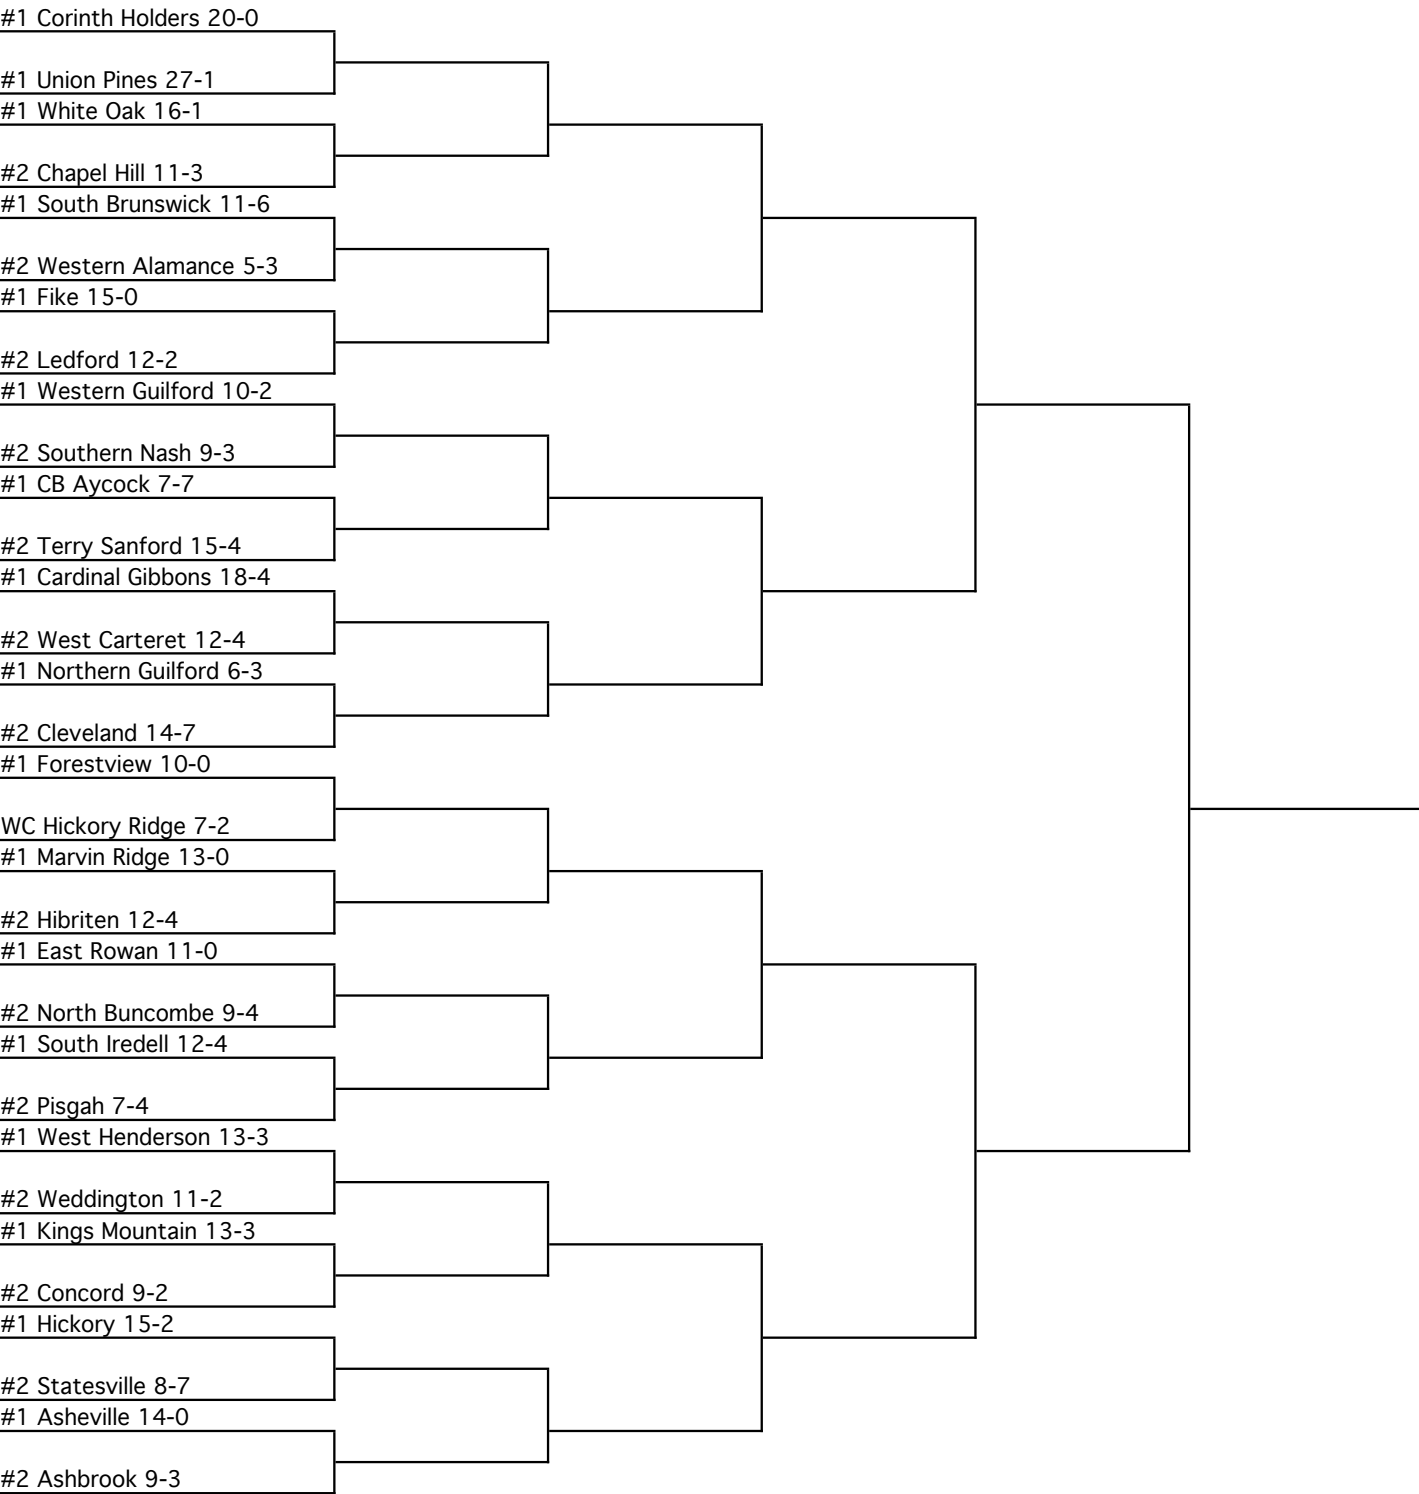 #1 Corinth Holders 20-0
#1 Union Pines 27-1
#1 White Oak 16-1
#2 Chapel Hill 11-3
#1 South Brunswick 11-6
#2 Western Alamance 5-3
#1 Fike 15-0
#2 Ledford 12-2
#1 Western Guilford 10-2
#2 Southern Nash 9-3
#1 CB Aycock 7-7
#2 Terry Sanford 15-4
#1 Cardinal Gibbons 18-4
#2 West Carteret 12-4
#1 Northern Guilford 6-3
#2 Cleveland 14-7
#1 Forestview 10-0
WC Hickory Ridge 7-2
#1 Marvin Ridge 13-0
#2 Hibriten 12-4
#1 East Rowan 11-0
#2 North Buncombe 9-4
#1 South Iredell 12-4
#2 Pisgah 7-4
#1 West Henderson 13-3
#2 Weddington 11-2
#1 Kings Mountain 13-3
#2 Concord 9-2
#1 Hickory 15-2
#2 Statesville 8-7
#1 Asheville 14-0
#2 Ashbrook 9-3